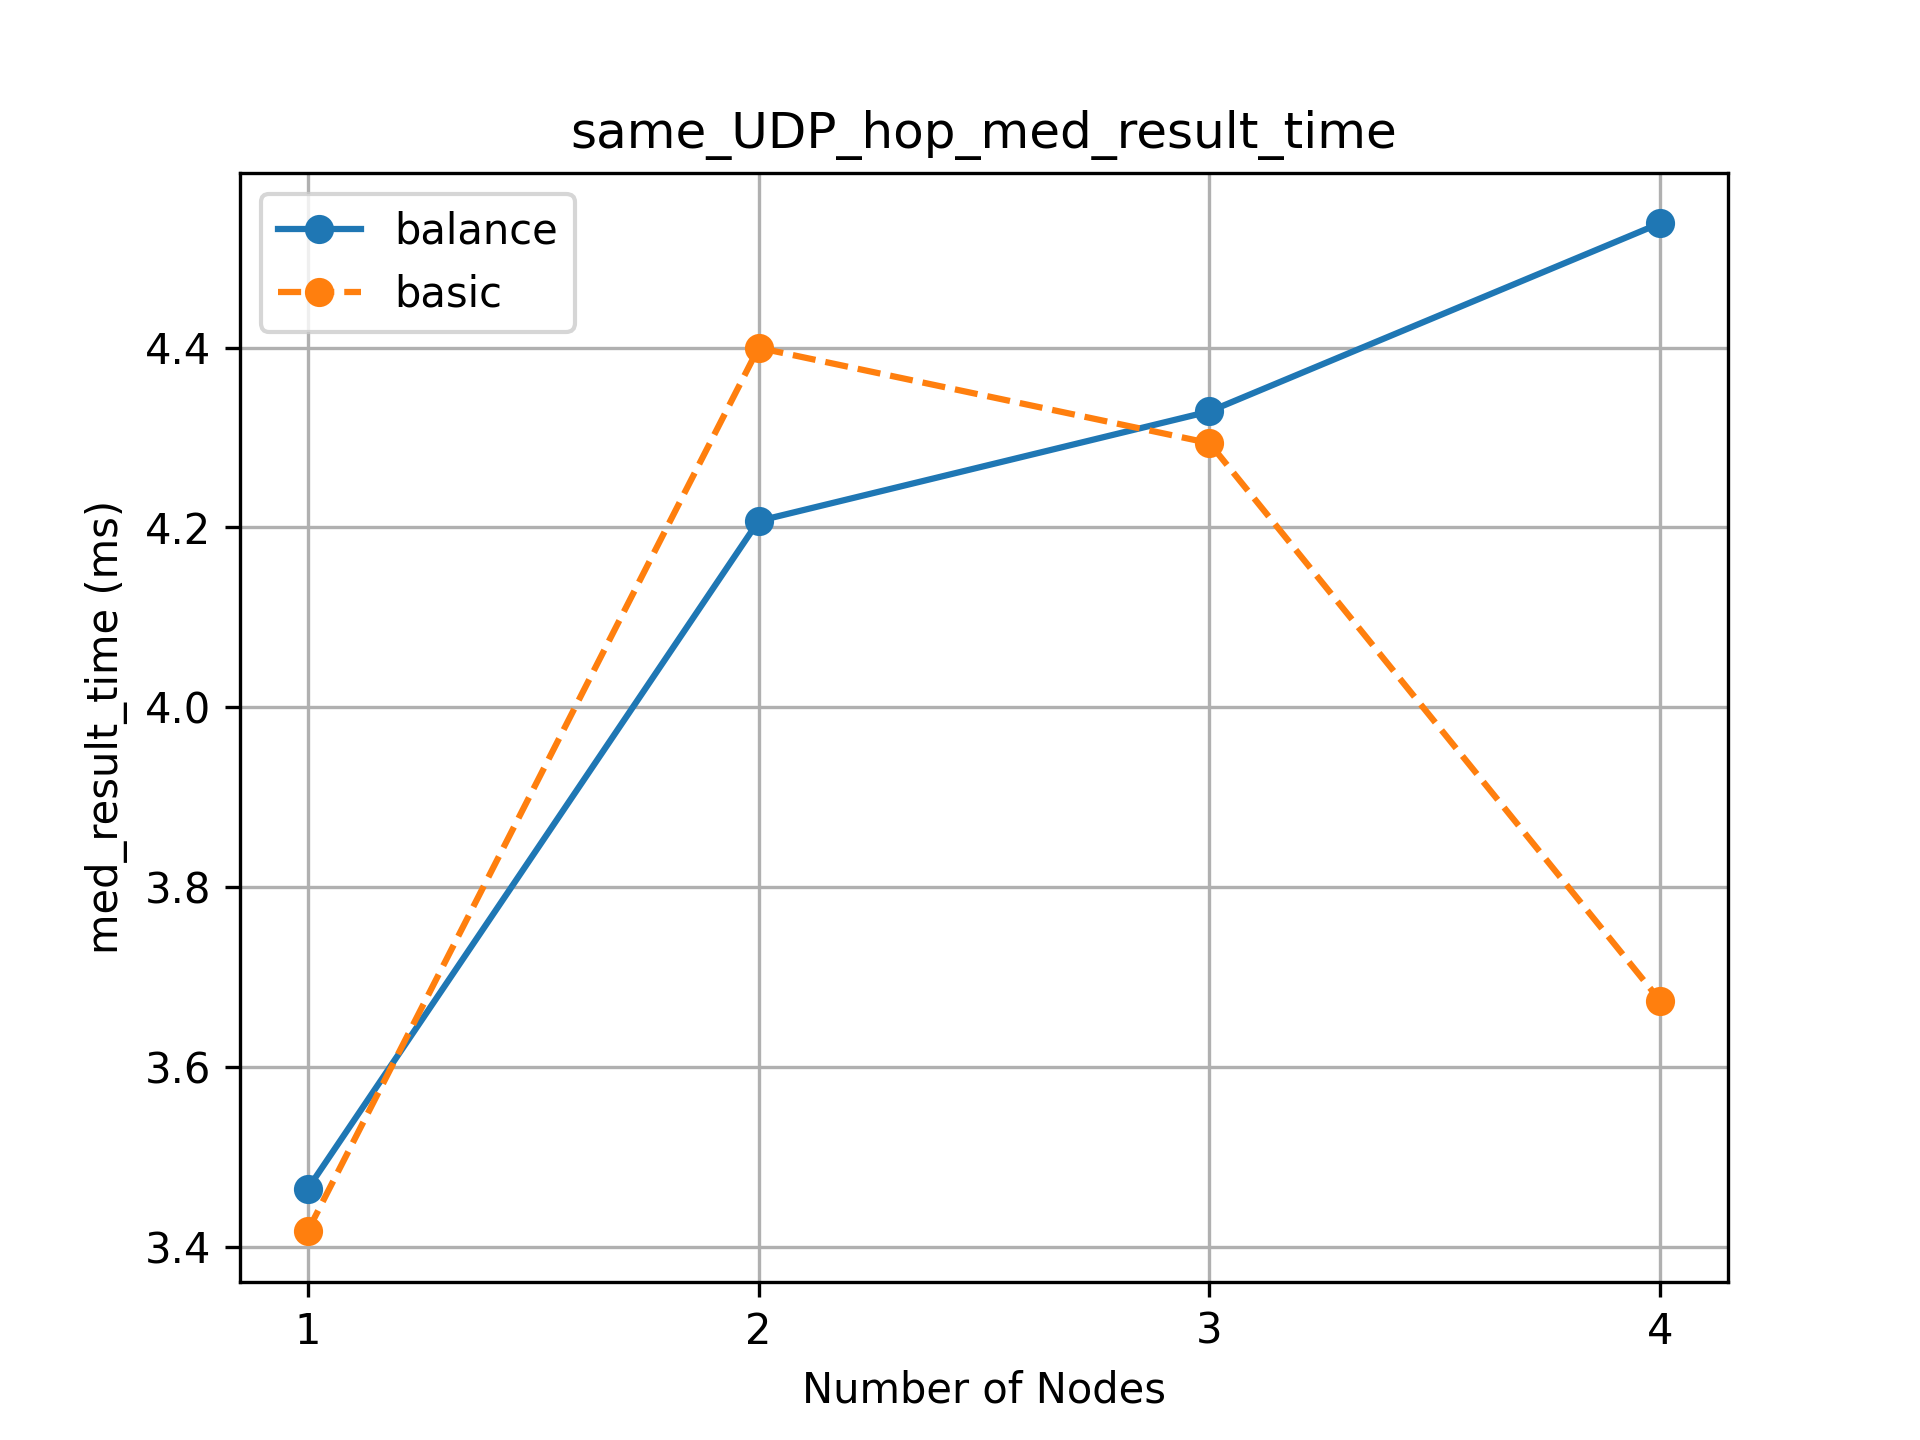 same_UDP_hop_med_result_time
balance
basic
med_result_time (ms)
4.4
4.2
4.0
3.8
3.6
3.4
1 2 3 4
Number of Nodes